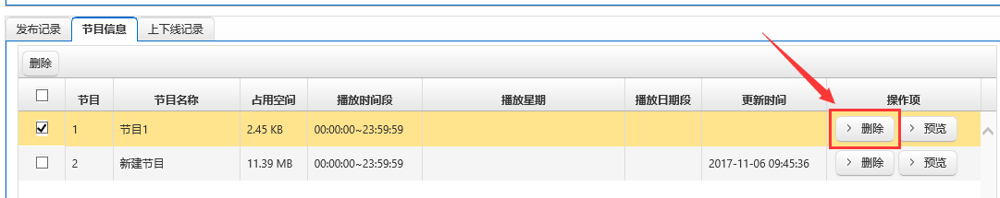 发布记录 节目信息 上下线记录
删除
节目 节目名称 占用空间 播放时间段 播放星期 播放日期段 更新时间 操作项
1 节目1 2.45 KB 00:00:00~23:59:59 > 删除 > 预览
2 新建节目 11.39 MB 00:00:00~23:59:59 2017-11-06 09:45:36 > 删除 > 预览